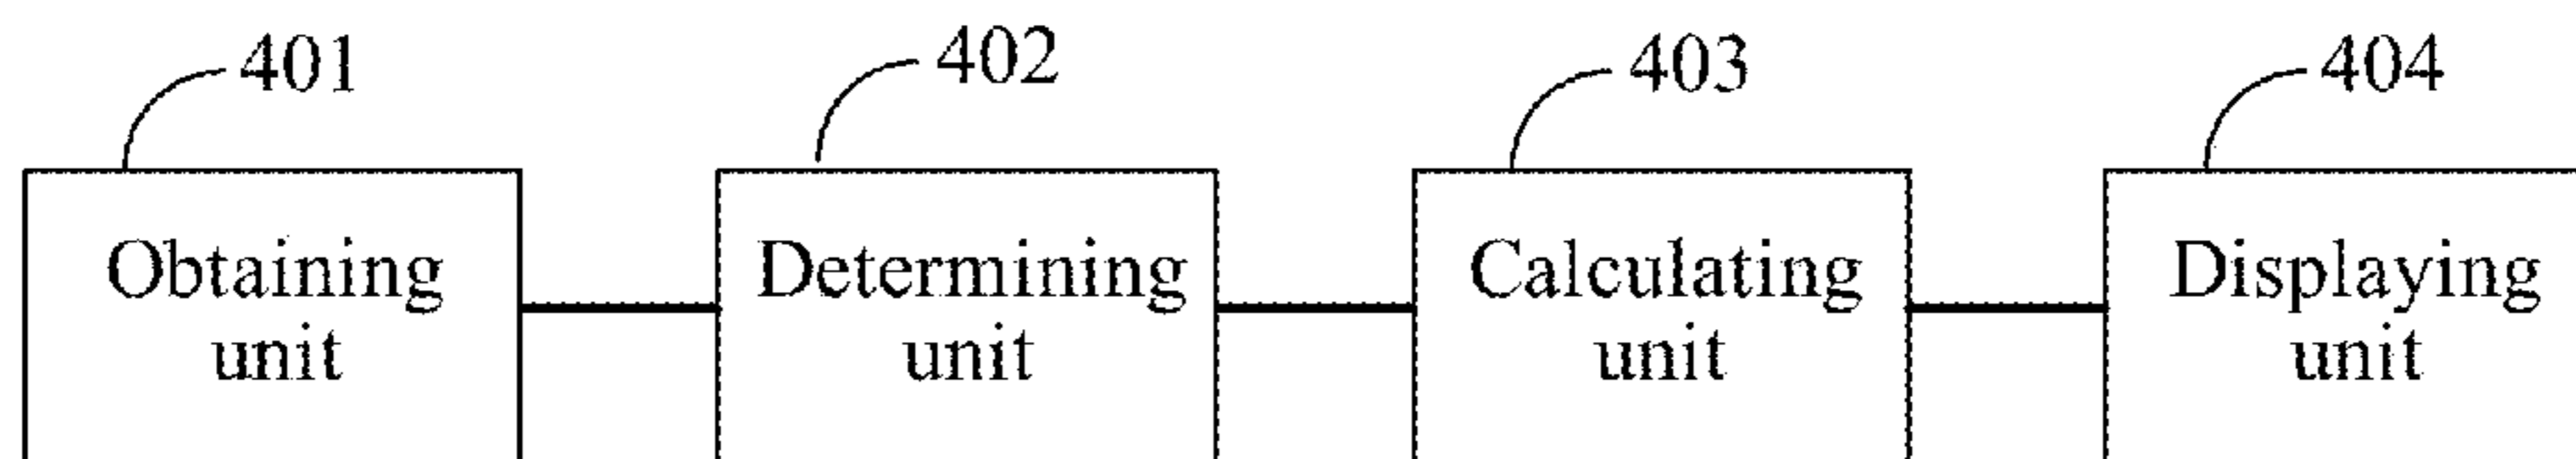 401
402
403
404
Obtaining
unit
Determining
unit
Calculating
unit
Displaying
unit